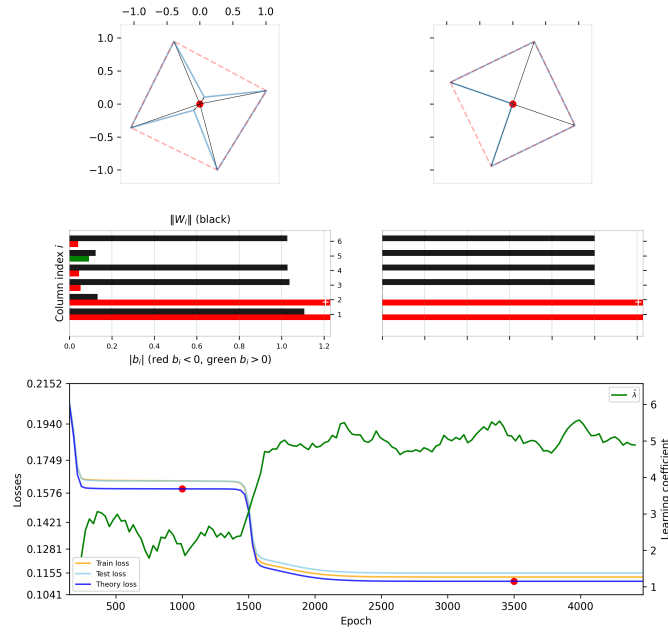 −1.0 −0.5 0.0 0.5 1.0
1.0
0.5
0.0
−0.5
−1.0
‖Wᵢ‖ (black)
Column index i
6
5
4
3
2
1
+
+
0.0 0.2 0.4 0.6 0.8 1.0 1.2
|bᵢ| (red bᵢ < 0, green bᵢ > 0)
0.2152
0.1940
0.1749
0.1576
0.1421
0.1281
0.1155
0.1041
Losses
λ̂
6
5
4
3
2
1
Learning coefficient
Train loss
Test loss
Theory loss
500 1000 1500 2000 2500 3000 3500 4000
Epoch